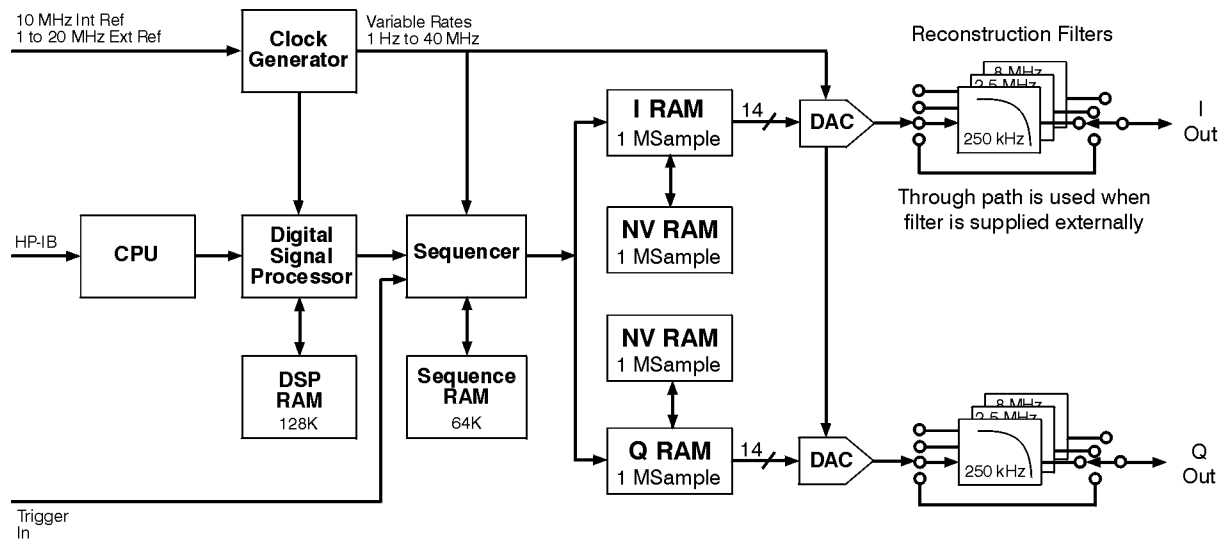 10 MHz Int Ref
1 to 20 MHz Ext Ref
Clock
Generator
Variable Rates
1 Hz to 40 MHz
Reconstruction Filters
8 MHz
2.5 MHz
250 kHz
I RAM
1 MSample
14
DAC
I
Out
Through path is used when
filter is supplied externally
NV RAM
1 MSample
HP-IB
CPU
Digital
Signal
Processor
Sequencer
NV RAM
1 MSample
DSP
RAM
128K
Sequence
RAM
64K
Q RAM
1 MSample
14
DAC
8 MHz
2.5 MHz
250 kHz
Q
Out
Trigger
In